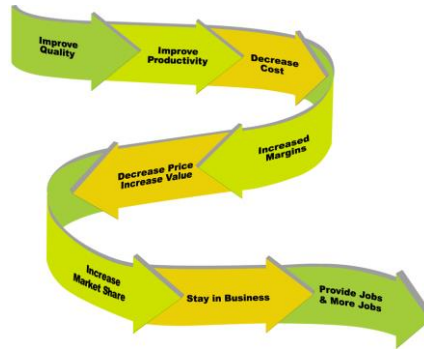 Improve
Quality
Improve
Productivity
Decrease
Cost
Increased
Margins
Decrease Price
Increase Value
Increase
Market Share
Stay in Business
Provide Jobs
& More Jobs